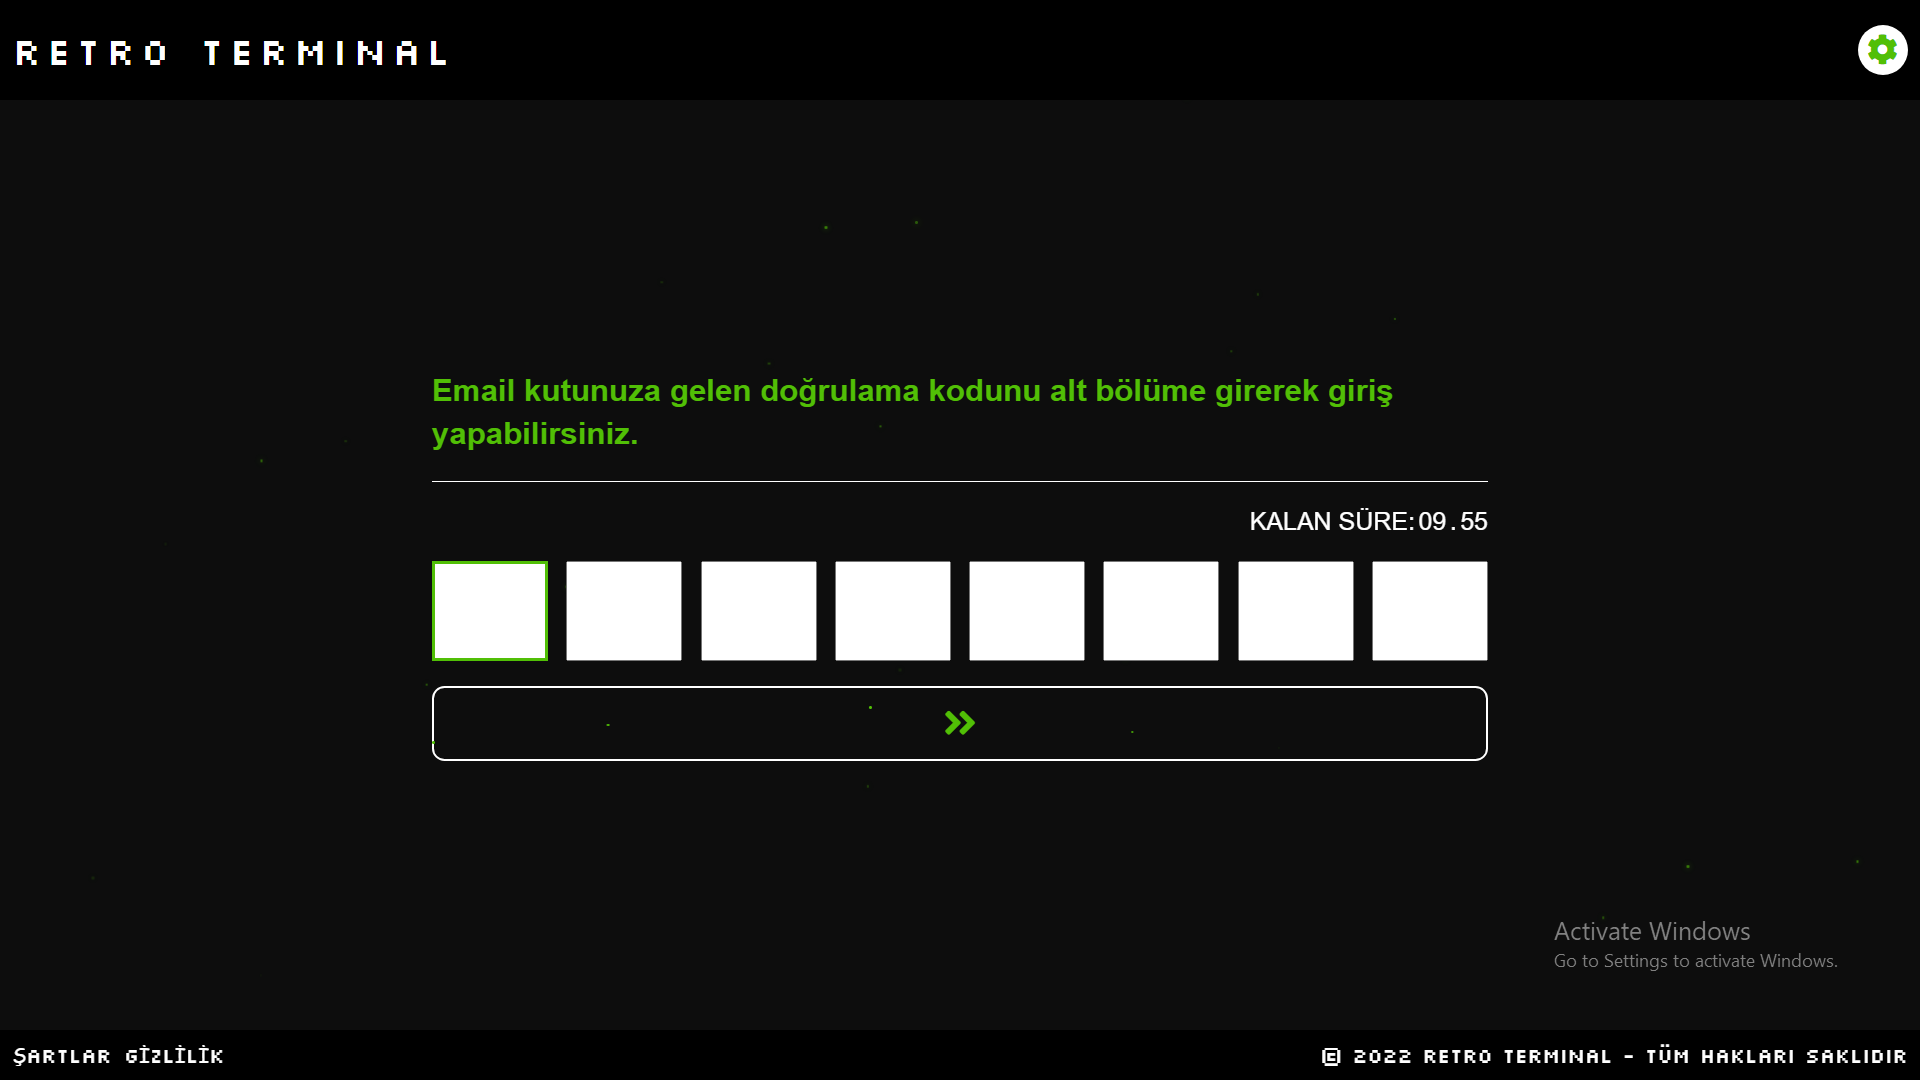 RETRO TERMINAL
Email kutunuza gelen doğrulama kodunu alt bölüme girerek giriş
yapabilirsiniz.
KALAN SÜRE:09.55
Activate Windows
Go to Settings to activate Windows.
ŞARTLAR GİZLİLİK
© 2022 RETRO TERMINAL - TÜM HAKLARI SAKLIDIR